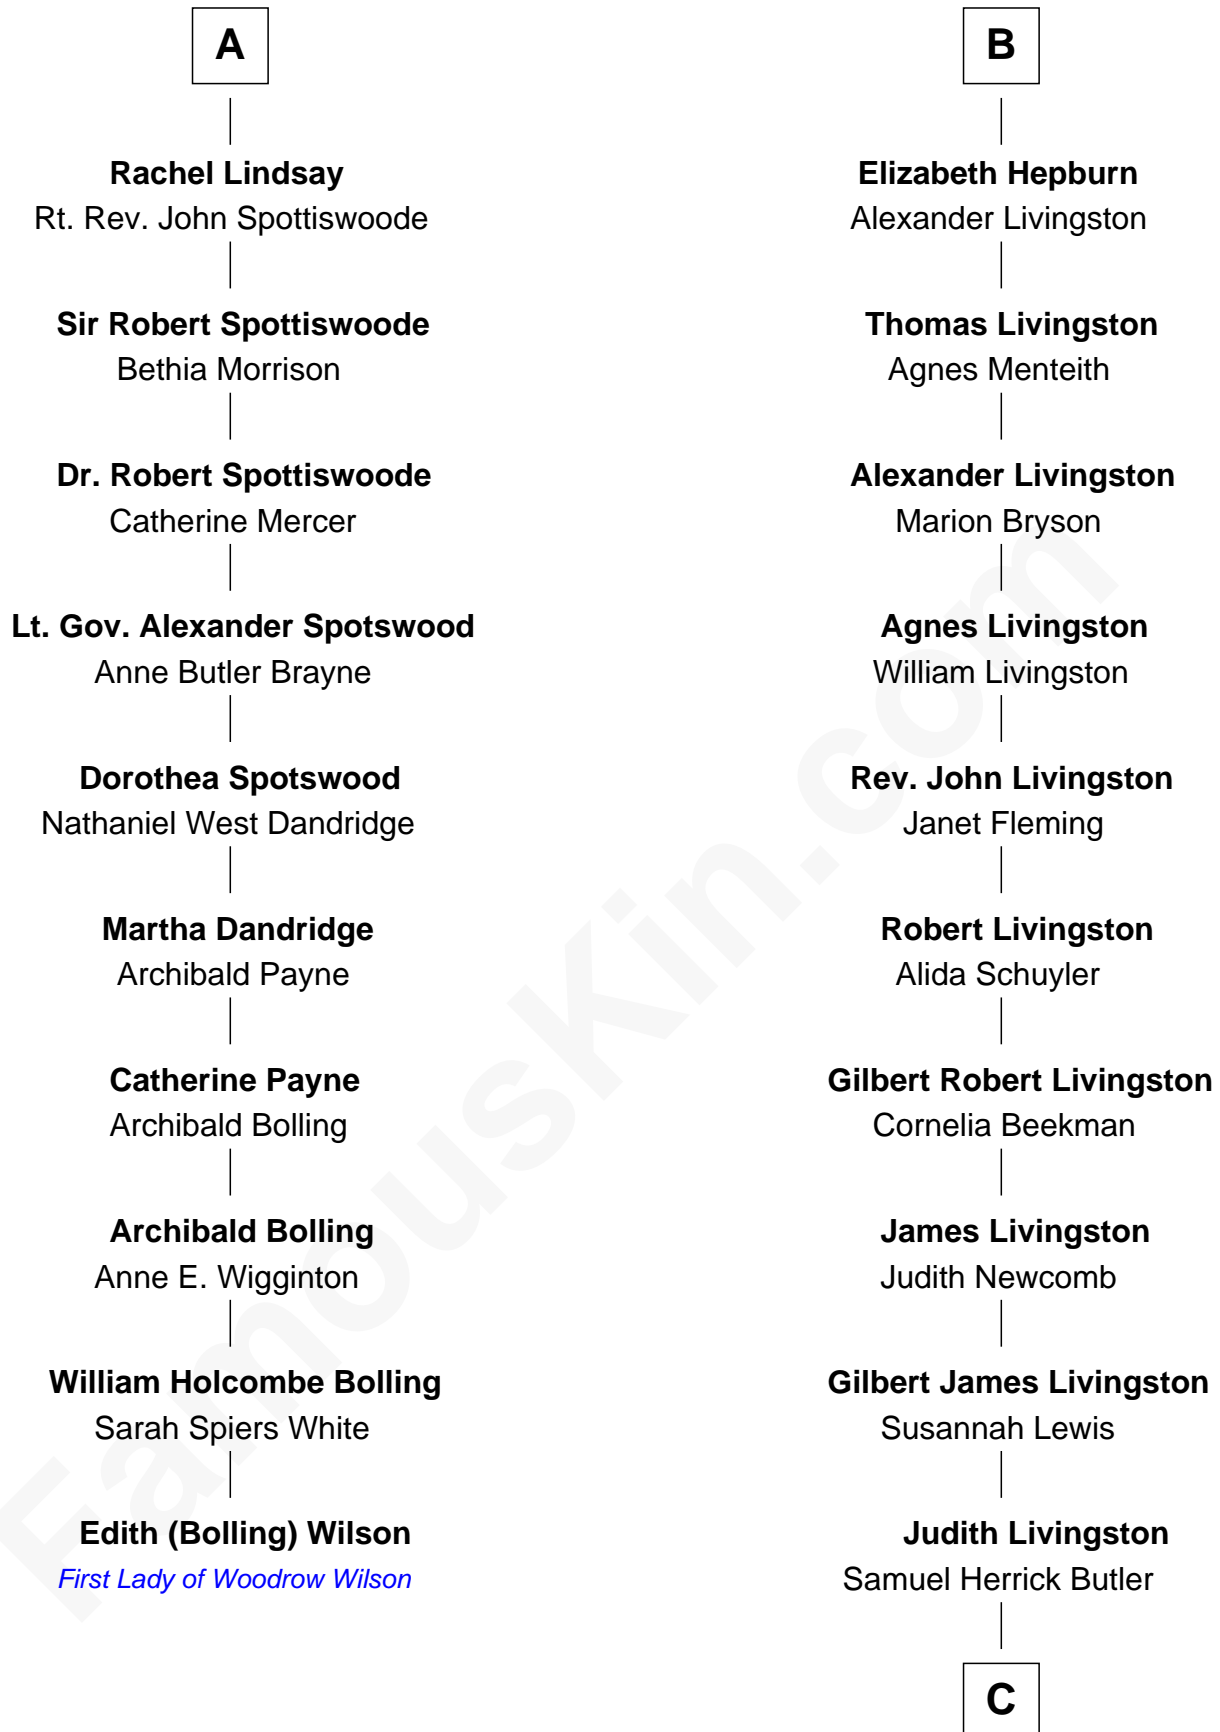 A
Rachel Lindsay
Rt. Rev. John Spottiswoode
Sir Robert Spottiswoode
Bethia Morrison
Dr. Robert Spottiswoode
Catherine Mercer
Lt. Gov. Alexander Spotswood
Anne Butler Brayne
Dorothea Spotswood
Nathaniel West Dandridge
Martha Dandridge
Archibald Payne
Catherine Payne
Archibald Bolling
Archibald Bolling
Anne E. Wigginton
William Holcombe Bolling
Sarah Spiers White
Edith (Bolling) Wilson
First Lady of Woodrow Wilson
B
Elizabeth Hepburn
Alexander Livingston
Thomas Livingston
Agnes Menteith
Alexander Livingston
Marion Bryson
Agnes Livingston
William Livingston
Rev. John Livingston
Janet Fleming
Robert Livingston
Alida Schuyler
Gilbert Robert Livingston
Cornelia Beekman
James Livingston
Judith Newcomb
Gilbert James Livingston
Susannah Lewis
Judith Livingston
Samuel Herrick Butler
C
FamousKin.com